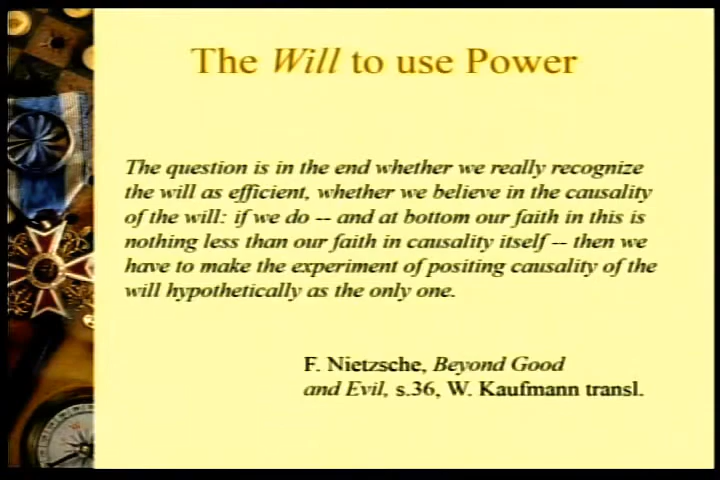 The Will to use Power
The question is in the end whether we really recognize
the will as efficient, whether we believe in the causality
of the will: if we do -- and at bottom our faith in this is
nothing less than our faith in causality itself -- then we
have to make the experiment of positing causality of the
will hypothetically as the only one.
F. Nietzsche, Beyond Good
and Evil, s.36, W. Kaufmann transl.